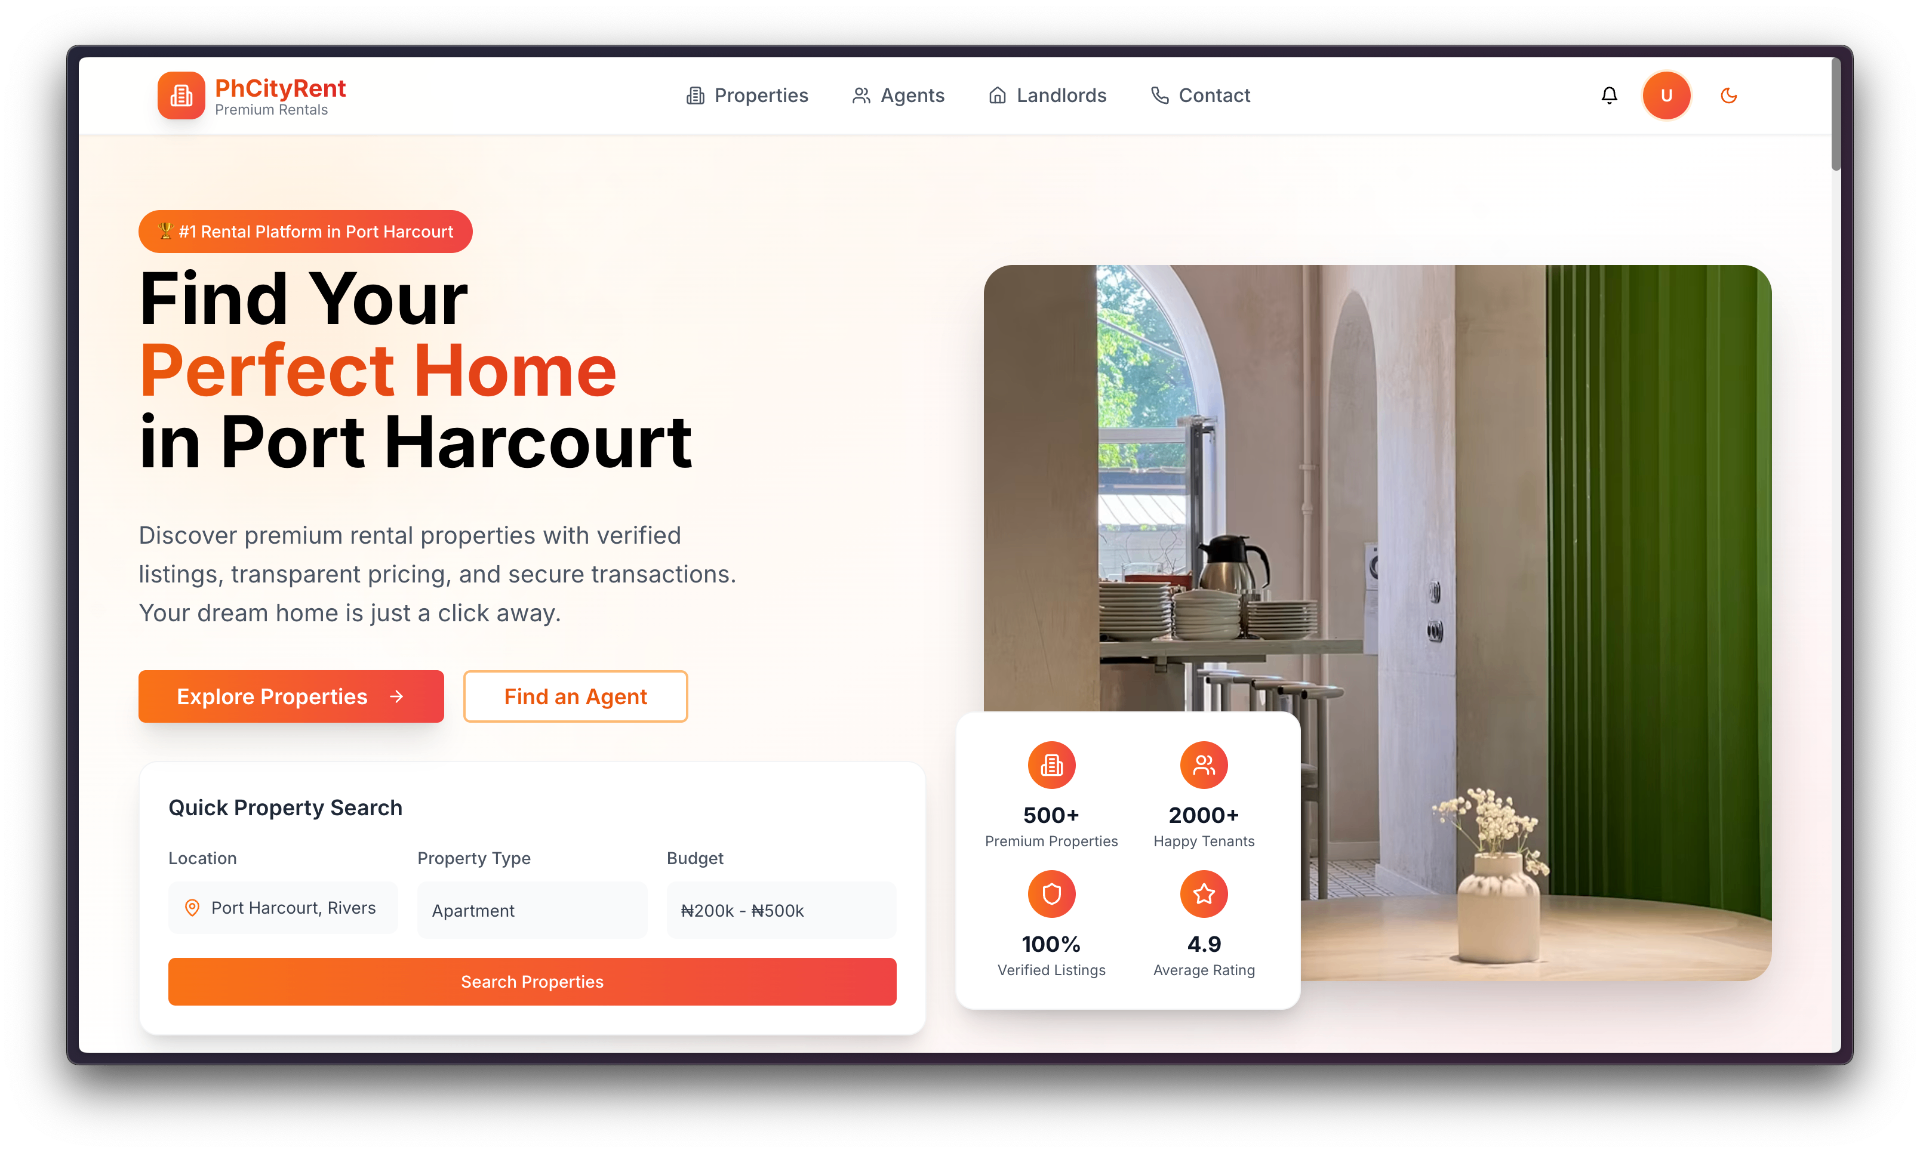 PhCityRent
Premium Rentals
Properties
Agents
Landlords
Contact
U
🏆 #1 Rental Platform in Port Harcourt
Find Your
Perfect Home
in Port Harcourt
Discover premium rental properties with verified
listings, transparent pricing, and secure transactions.
Your dream home is just a click away.
Explore Properties →
Find an Agent
Quick Property Search
Location
Property Type
Budget
Port Harcourt, Rivers
Apartment
₦200k - ₦500k
Search Properties
500+
Premium Properties
2000+
Happy Tenants
100%
Verified Listings
4.9
Average Rating